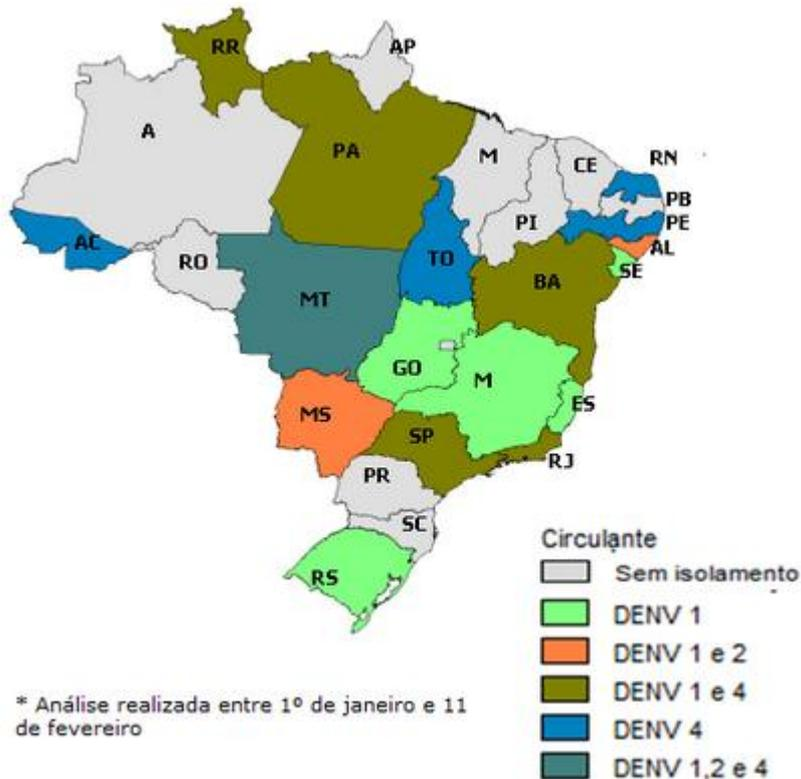 RR
AP
A
PA
M
CE
RN
PB
PE
PI
AL
SE
AC
RO
TO
BA
MT
GO
M
ES
MS
SP
RJ
PR
SC
RS
Circulante
Sem isolamento
DENV 1
DENV 1 e 2
DENV 1 e 4
DENV 4
DENV 1,2 e 4
* Análise realizada entre 1º de janeiro e 11
de fevereiro